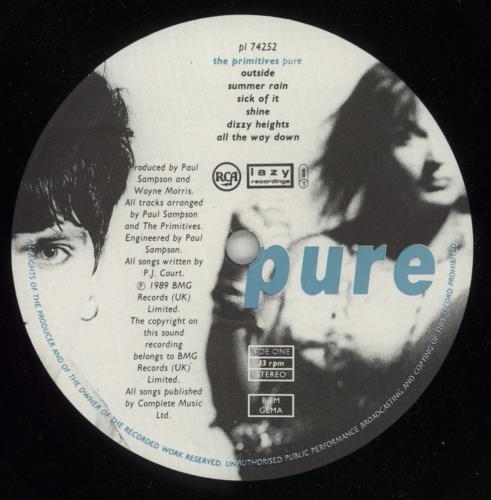 pl 74252
the primitives pure
outside
summer rain
sick of it
shine
dizzy heights
all the way down
RCA
lazy
recordings
Produced by Paul
Sampson and
Wayne Morris.
All tracks arranged
by Paul Sampson
and The Primitives.
Engineered by Paul
Sampson.
All songs written by
P.J. Court.
℗ 1989 BMG
Records (UK)
Limited.
The copyright on
this sound
recording
belongs to BMG
Records (UK)
Limited.
All songs published
by Complete Music
Ltd.
pure
SIDE ONE
33 rpm
STEREO
BIEM
GEMA
ALL RIGHTS OF THE PRODUCER AND OF THE OWNER OF THE RECORDED WORK RESERVED. UNAUTHORISED PUBLIC PERFORMANCE BROADCASTING AND COPYING OF THIS RECORD PROHIBITED.